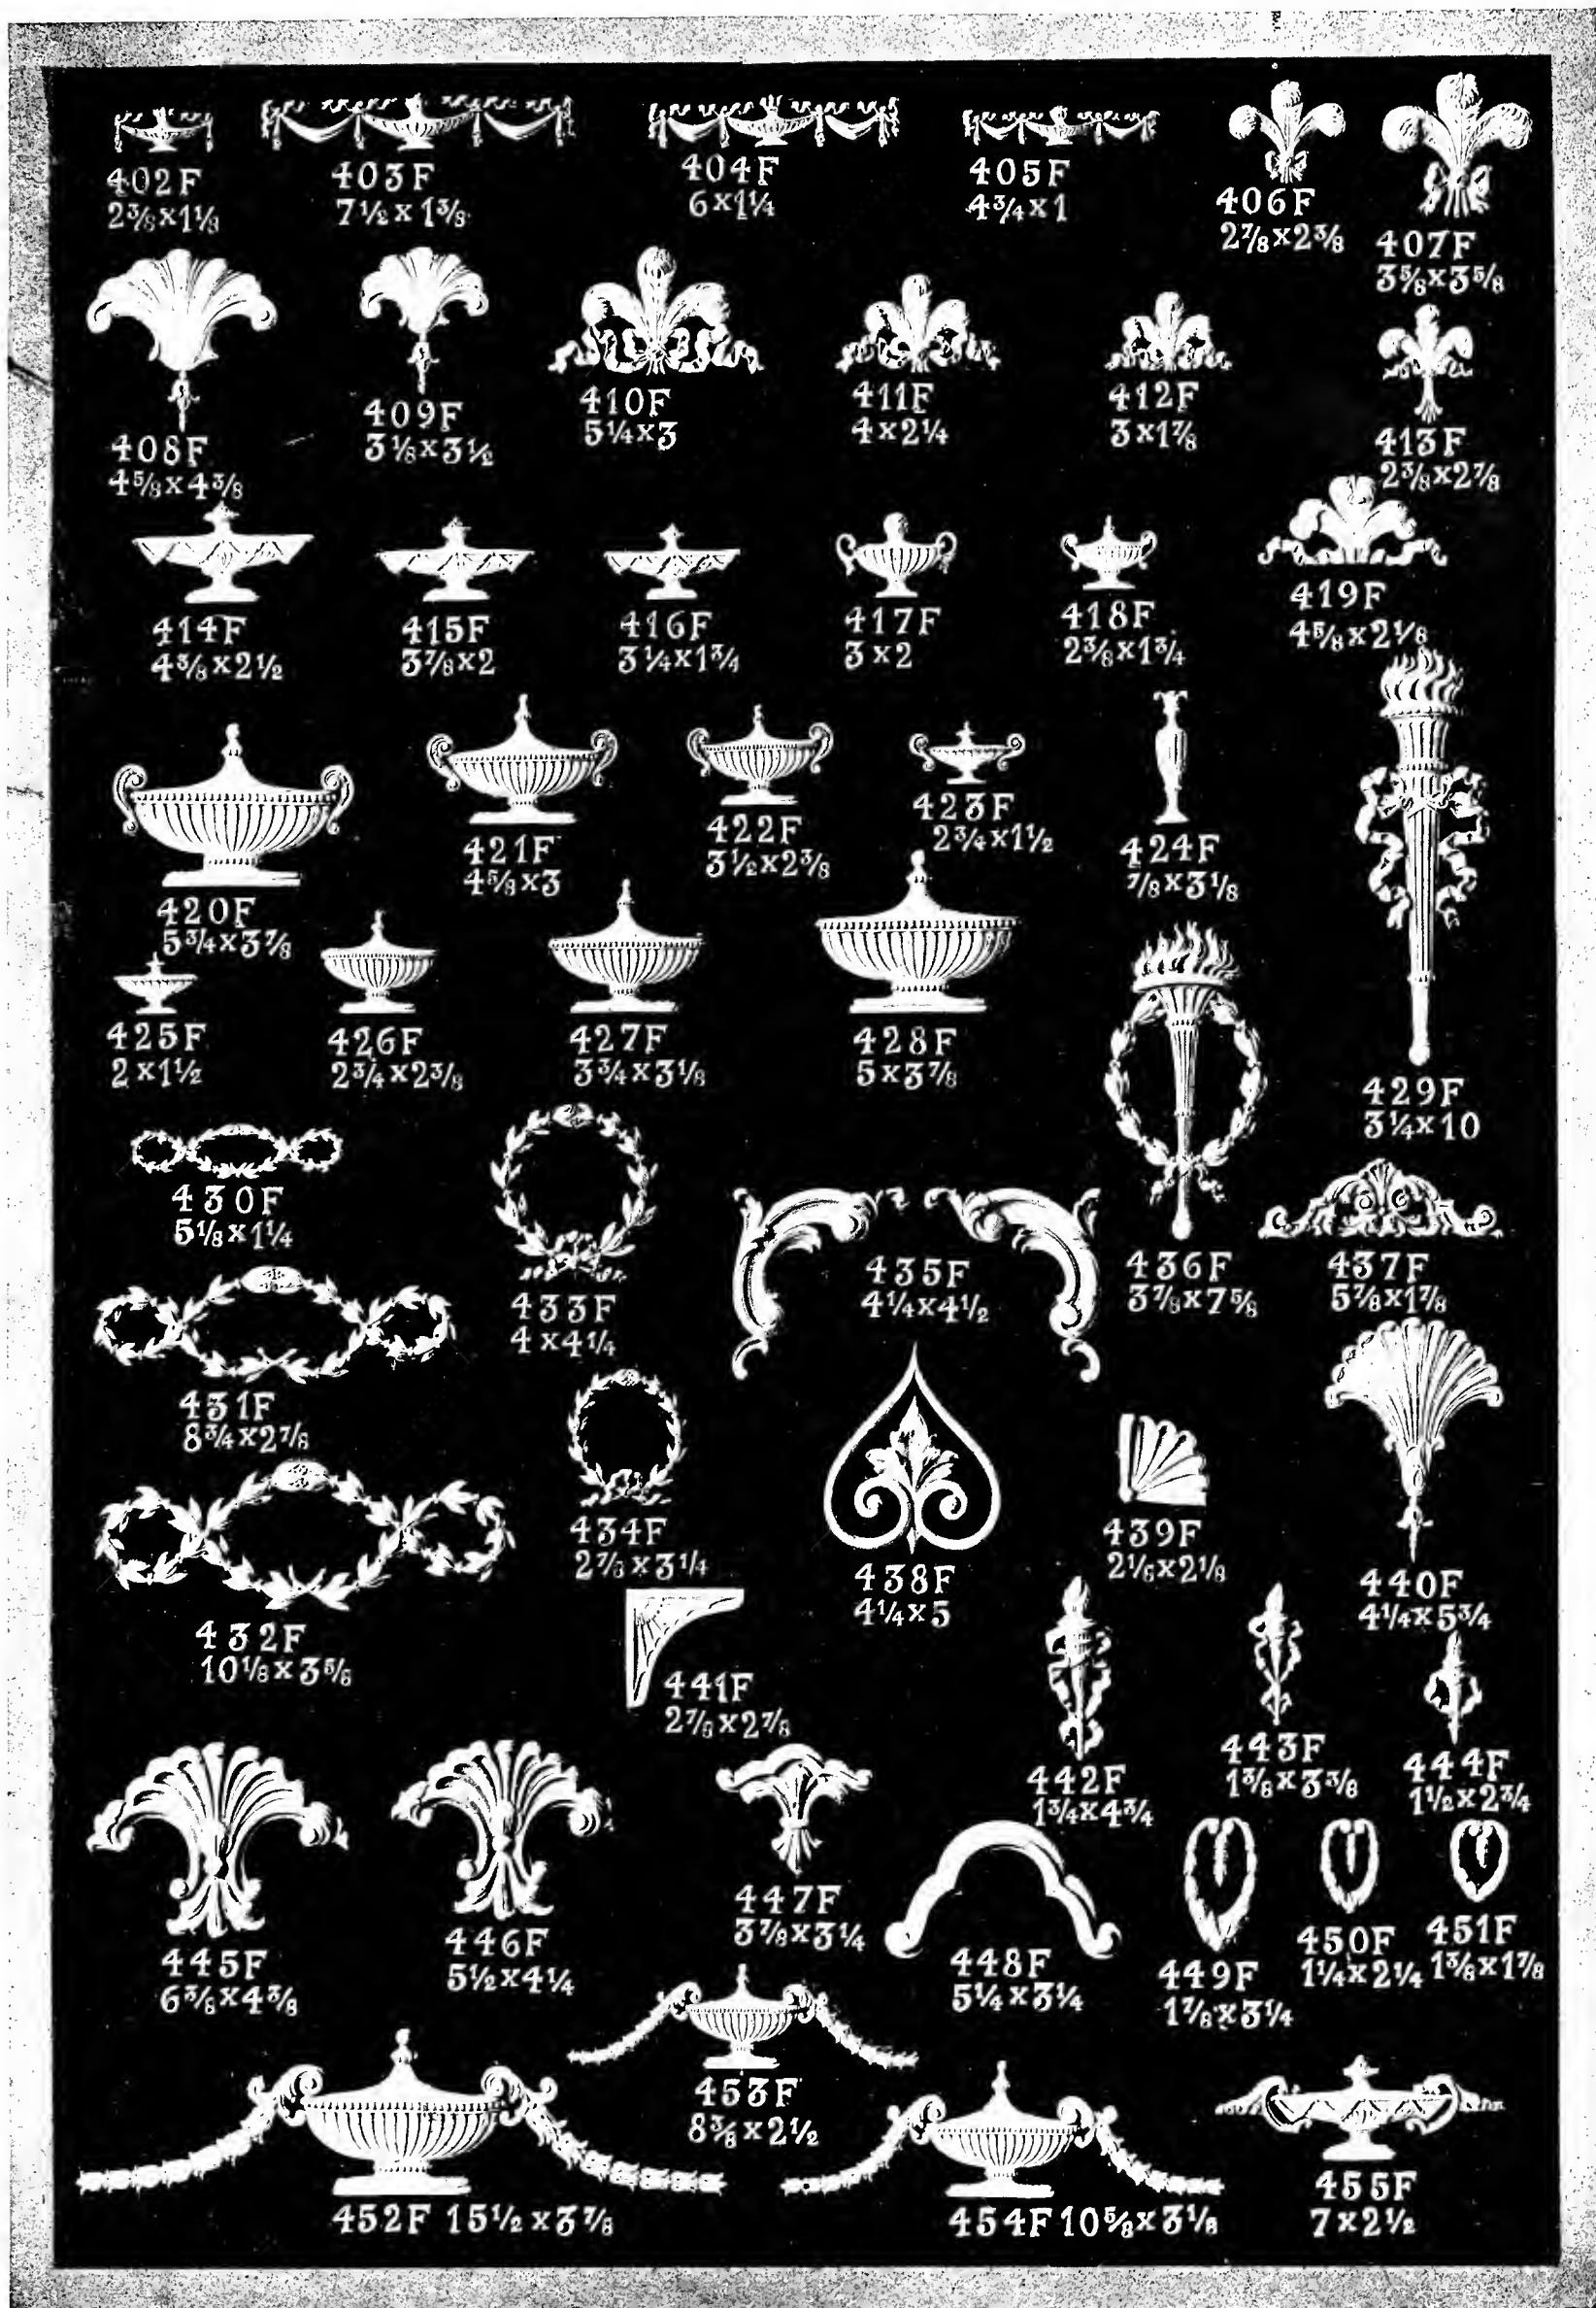 402F
2⅜x1⅛
403F
7½x1⅜
404F
6x1¼
405F
4¾x1
406F
2⅞x2⅜
407F
3⅝x3⅝
408F
4⅝x4⅜
409F
3⅛x3½
410F
5¼x3
411F
4x2¼
412F
3x1⅞
413F
2⅜x2⅞
414F
4⅜x2½
415F
3⅞x2
416F
3¼x1¾
417F
3x2
418F
2⅜x1¾
419F
4⅝x2⅛
420F
5¾x3⅞
421F
4⅝x3
422F
3½x2⅜
423F
2¾x1½
424F
⅞x3⅛
425F
2x1½
426F
2¾x2⅜
427F
3¾x3⅛
428F
5x3⅞
429F
3¼x10
430F
5⅛x1¼
433F
4x4¼
435F
4¼x4½
436F
3⅞x7⅝
437F
5⅞x1⅞
431F
8¾x2⅞
434F
2⅞x3¼
438F
4¼x5
439F
2⅛x2⅛
440F
4¼x5¾
432F
10⅛x3⅝
441F
2⅞x2⅞
442F
1¾x4¾
443F
1⅜x3⅜
444F
1½x2¾
445F
6⅜x4⅜
446F
5½x4¼
447F
3⅞x3¼
448F
5¼x3¼
449F
1⅞x3¼
450F
1¼x2¼
451F
1⅜x1⅞
453F
8⅜x2½
452F 15½x3⅞
454F 10⅝x3⅛
455F
7x2½